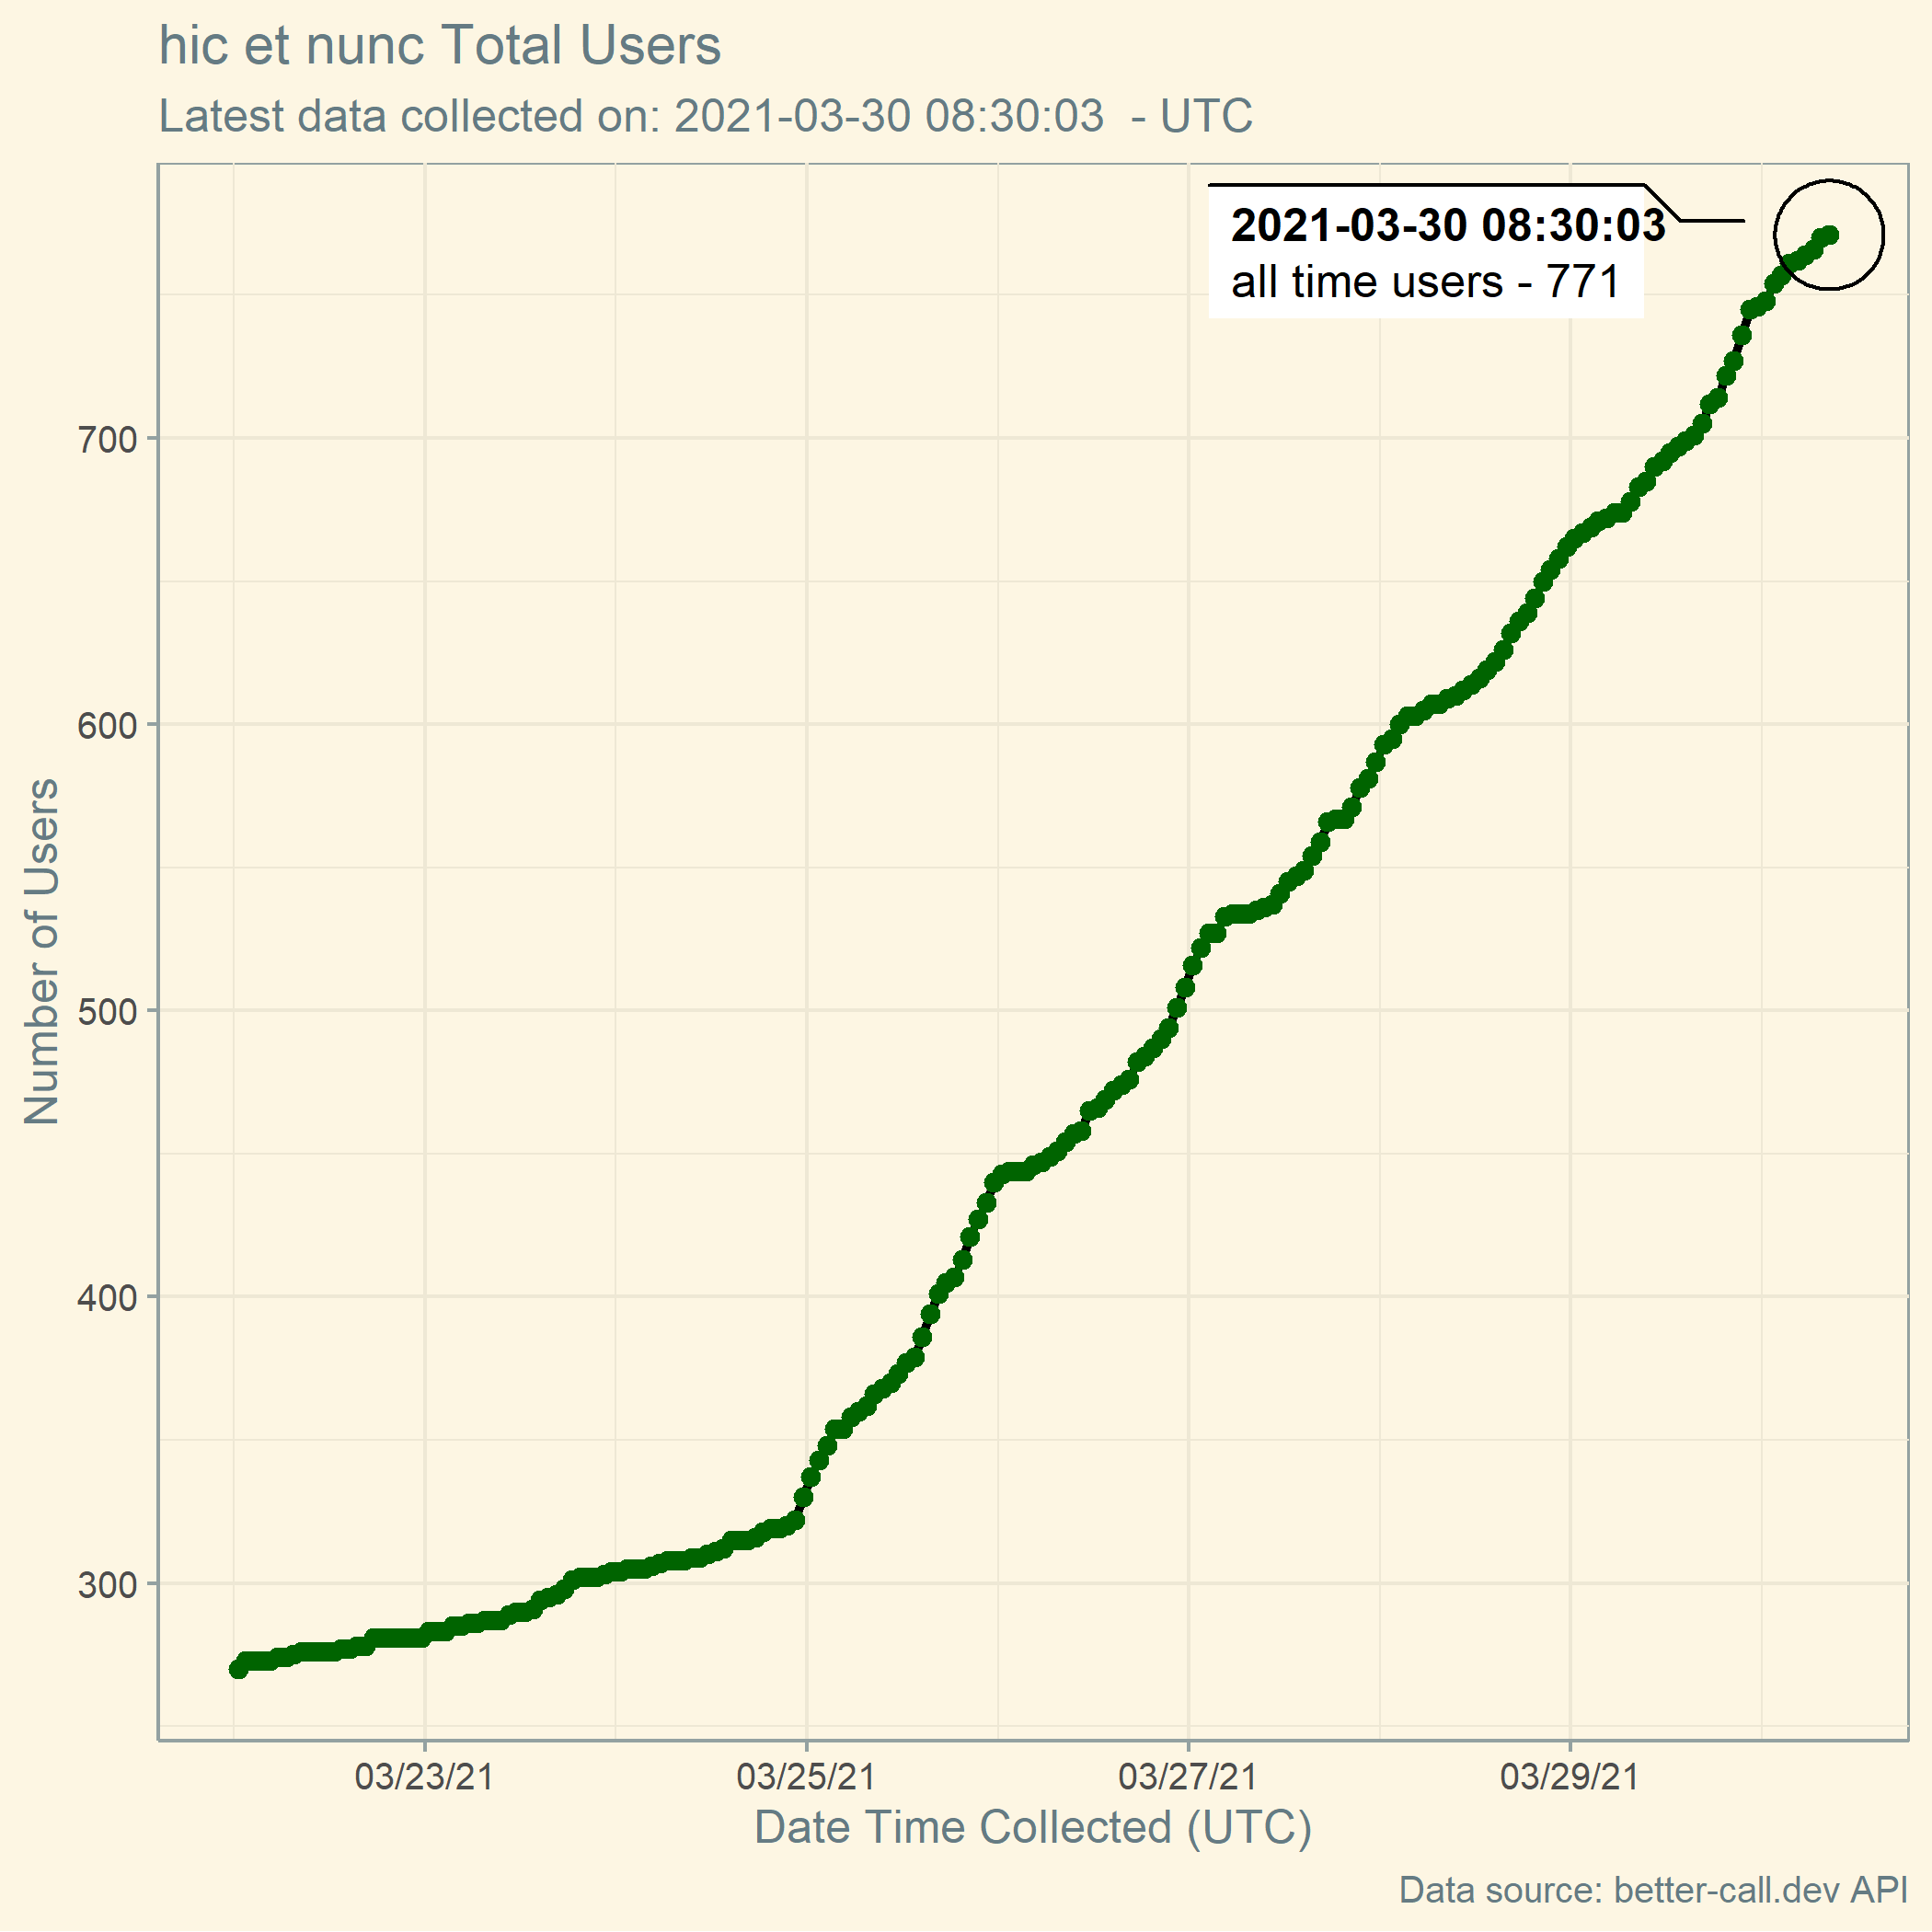 hic et nunc Total Users
Latest data collected on: 2021-03-30 08:30:03  - UTC
2021-03-30 08:30:03
all time users - 771
Number of Users
700
600
500
400
300
03/23/21
03/25/21
03/27/21
03/29/21
Date Time Collected (UTC)
Data source: better-call.dev API